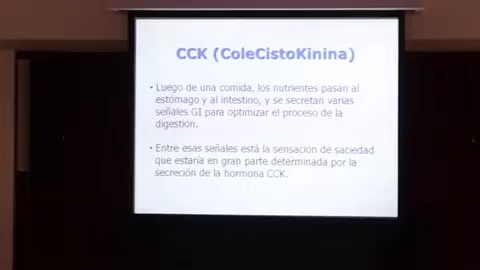 CCK (ColeCistoKinina)
• Luego de una comida, los nutrientes pasan al
estómago y al intestino, y se secretan varias
señales GI para optimizar el proceso de la
digestión.
• Entre esas señales está la sensación de saciedad
que estaría en gran parte determinada por la
secreción de la hormona CCK.